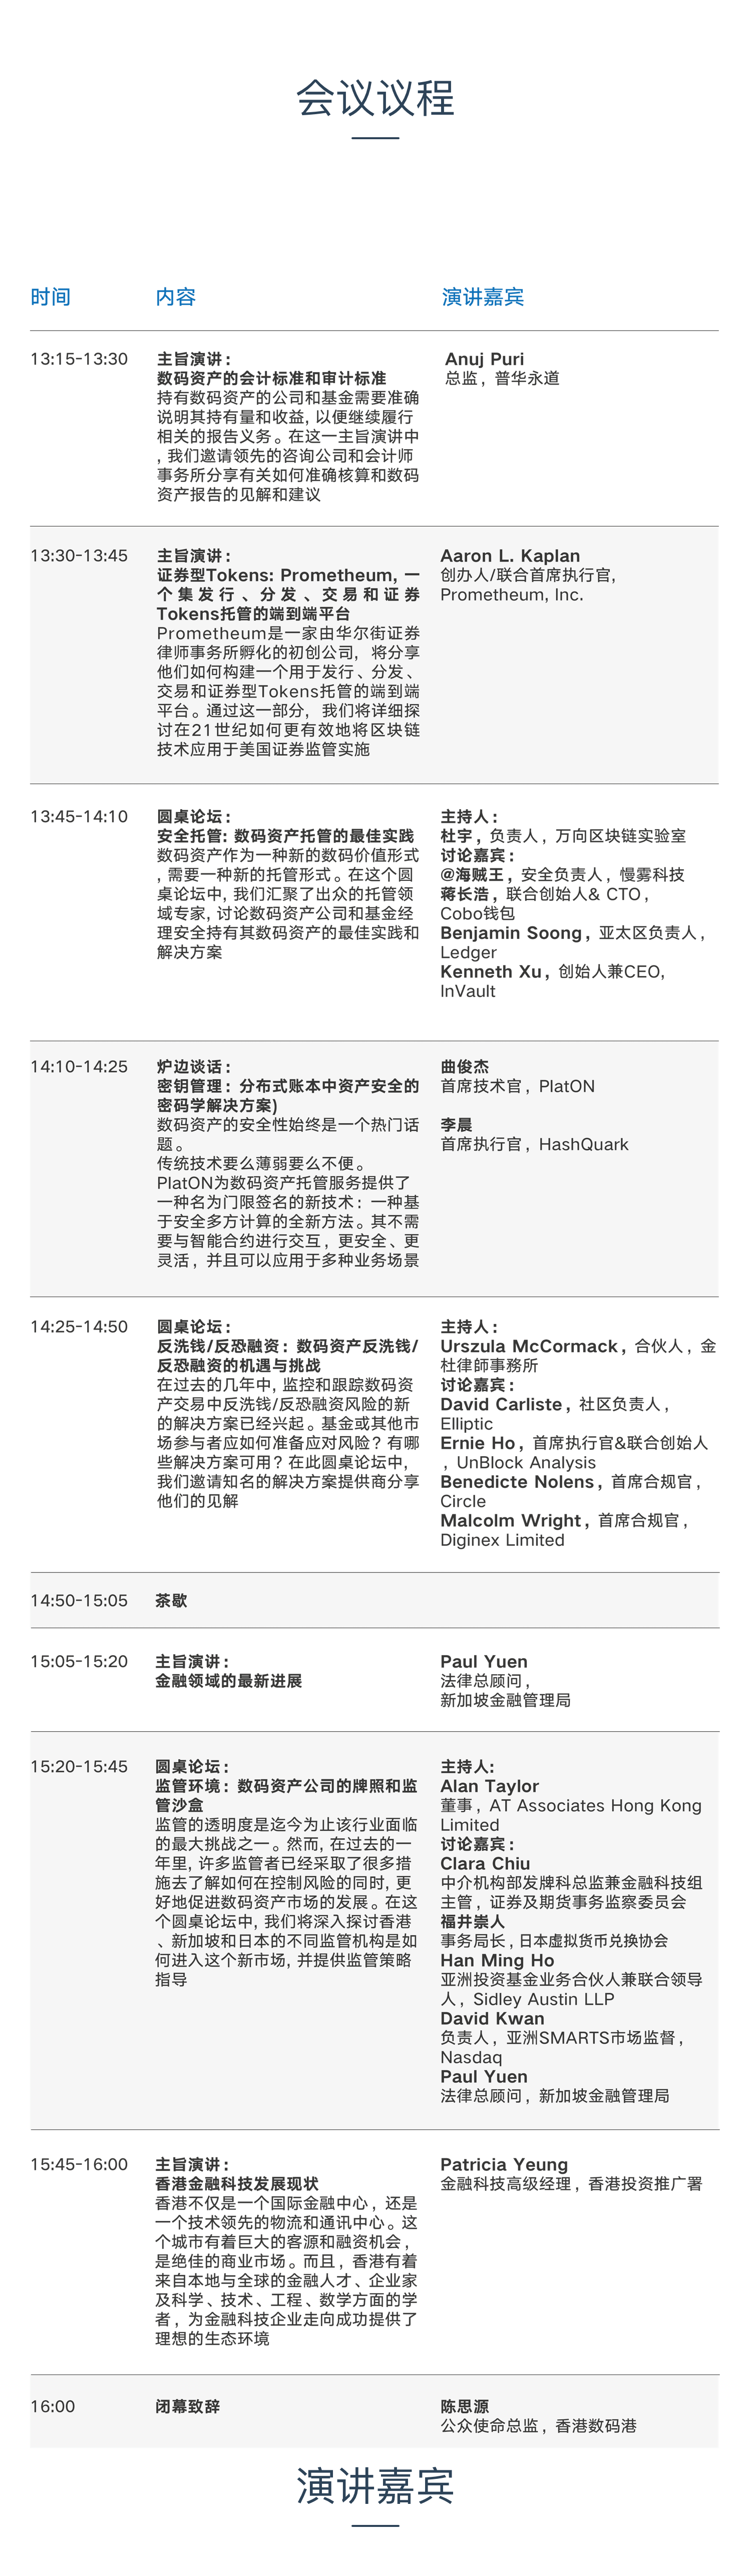 会议议程
时间
内容
演讲嘉宾
13:15-13:30
主旨演讲：
数码资产的会计标准和审计标准
持有数码资产的公司和基金需要准确
说明其持有量和收益, 以便继续履行
相关的报告义务。在这一主旨演讲中
, 我们邀请领先的咨询公司和会计师
事务所分享有关如何准确核算和数码
资产报告的见解和建议
Anuj Puri
总监，普华永道
13:30-13:45
主旨演讲：
证券型Tokens: Prometheum, 一
个集发行、分发、交易和证券
Tokens托管的端到端平台
Prometheum是一家由华尔街证券
律师事务所孵化的初创公司，将分享
他们如何构建一个用于发行、分发、
交易和证券型Tokens托管的端到端
平台。通过这一部分，我们将详细探
讨在21世纪如何更有效地将区块链
技术应用于美国证券监管实施
Aaron L. Kaplan
创办人/联合首席执行官,
Prometheum, Inc.
13:45-14:10
圆桌论坛：
安全托管: 数码资产托管的最佳实践
数码资产作为一种新的数码价值形式
, 需要一种新的托管形式。在这个圆
桌论坛中, 我们汇聚了出众的托管领
域专家, 讨论数码资产公司和基金经
理安全持有其数码资产的最佳实践和
解决方案
主持人：
杜宇，负责人，万向区块链实验室
讨论嘉宾：
@海贼王，安全负责人，慢雾科技
蒋长浩，联合创始人& CTO，
Cobo钱包
Benjamin Soong，亚太区负责人，
Ledger
Kenneth Xu，创始人兼CEO,
InVault
14:10-14:25
炉边谈话：
密钥管理：分布式账本中资产安全的
密码学解决方案)
数码资产的安全性始终是一个热门话
题。
传统技术要么薄弱要么不便。
PlatON为数码资产托管服务提供了
一种名为门限签名的新技术：一种基
于安全多方计算的全新方法。其不需
要与智能合约进行交互，更安全、更
灵活，并且可以应用于多种业务场景
曲俊杰
首席技术官，PlatON
李晨
首席执行官，HashQuark
14:25-14:50
圆桌论坛：
反洗钱/反恐融资：数码资产反洗钱/
反恐融资的机遇与挑战
在过去的几年中, 监控和跟踪数码资
产交易中反洗钱/反恐融资风险的新
的解决方案已经兴起。基金或其他市
场参与者应如何准备应对风险？有哪
些解决方案可用？在此圆桌论坛中,
我们邀请知名的解决方案提供商分享
他们的见解
主持人：
Urszula McCormack，合伙人，金
杜律師事務所
讨论嘉宾：
David Carliste，社区负责人，
Elliptic
Ernie Ho，首席执行官&联合创始人
，UnBlock Analysis
Benedicte Nolens，首席合规官，
Circle
Malcolm Wright，首席合规官，
Diginex Limited
14:50-15:05
茶歇
15:05-15:20
主旨演讲：
金融领域的最新进展
Paul Yuen
法律总顾问，
新加坡金融管理局
15:20-15:45
圆桌论坛：
监管环境：数码资产公司的牌照和监
管沙盒
监管的透明度是迄今为止该行业面临
的最大挑战之一。然而, 在过去的一
年里, 许多监管者已经采取了很多措
施去了解如何在控制风险的同时, 更
好地促进数码资产市场的发展。在这
个圆桌论坛中, 我们将深入探讨香港
、新加坡和日本的不同监管机构是如
何进入这个新市场, 并提供监管策略
指导
主持人:
Alan Taylor
董事，AT Associates Hong Kong
Limited
讨论嘉宾：
Clara Chiu
中介机构部发牌科总监兼金融科技组
主管，证券及期货事务监察委员会
福井崇人
事务局长，日本虚拟货币兑换协会
Han Ming Ho
亚洲投资基金业务合伙人兼联合领导
人，Sidley Austin LLP
David Kwan
负责人，亚洲SMARTS市场监督，
Nasdaq
Paul Yuen
法律总顾问，新加坡金融管理局
15:45-16:00
主旨演讲：
香港金融科技发展现状
香港不仅是一个国际金融中心，还是
一个技术领先的物流和通讯中心。这
个城市有着巨大的客源和融资机会，
是绝佳的商业市场。而且，香港有着
来自本地与全球的金融人才、企业家
及科学、技术、工程、数学方面的学
者，为金融科技企业走向成功提供了
理想的生态环境
Patricia Yeung
金融科技高级经理，香港投资推广署
16:00
闭幕致辞
陈思源
公众使命总监，香港数码港
演讲嘉宾